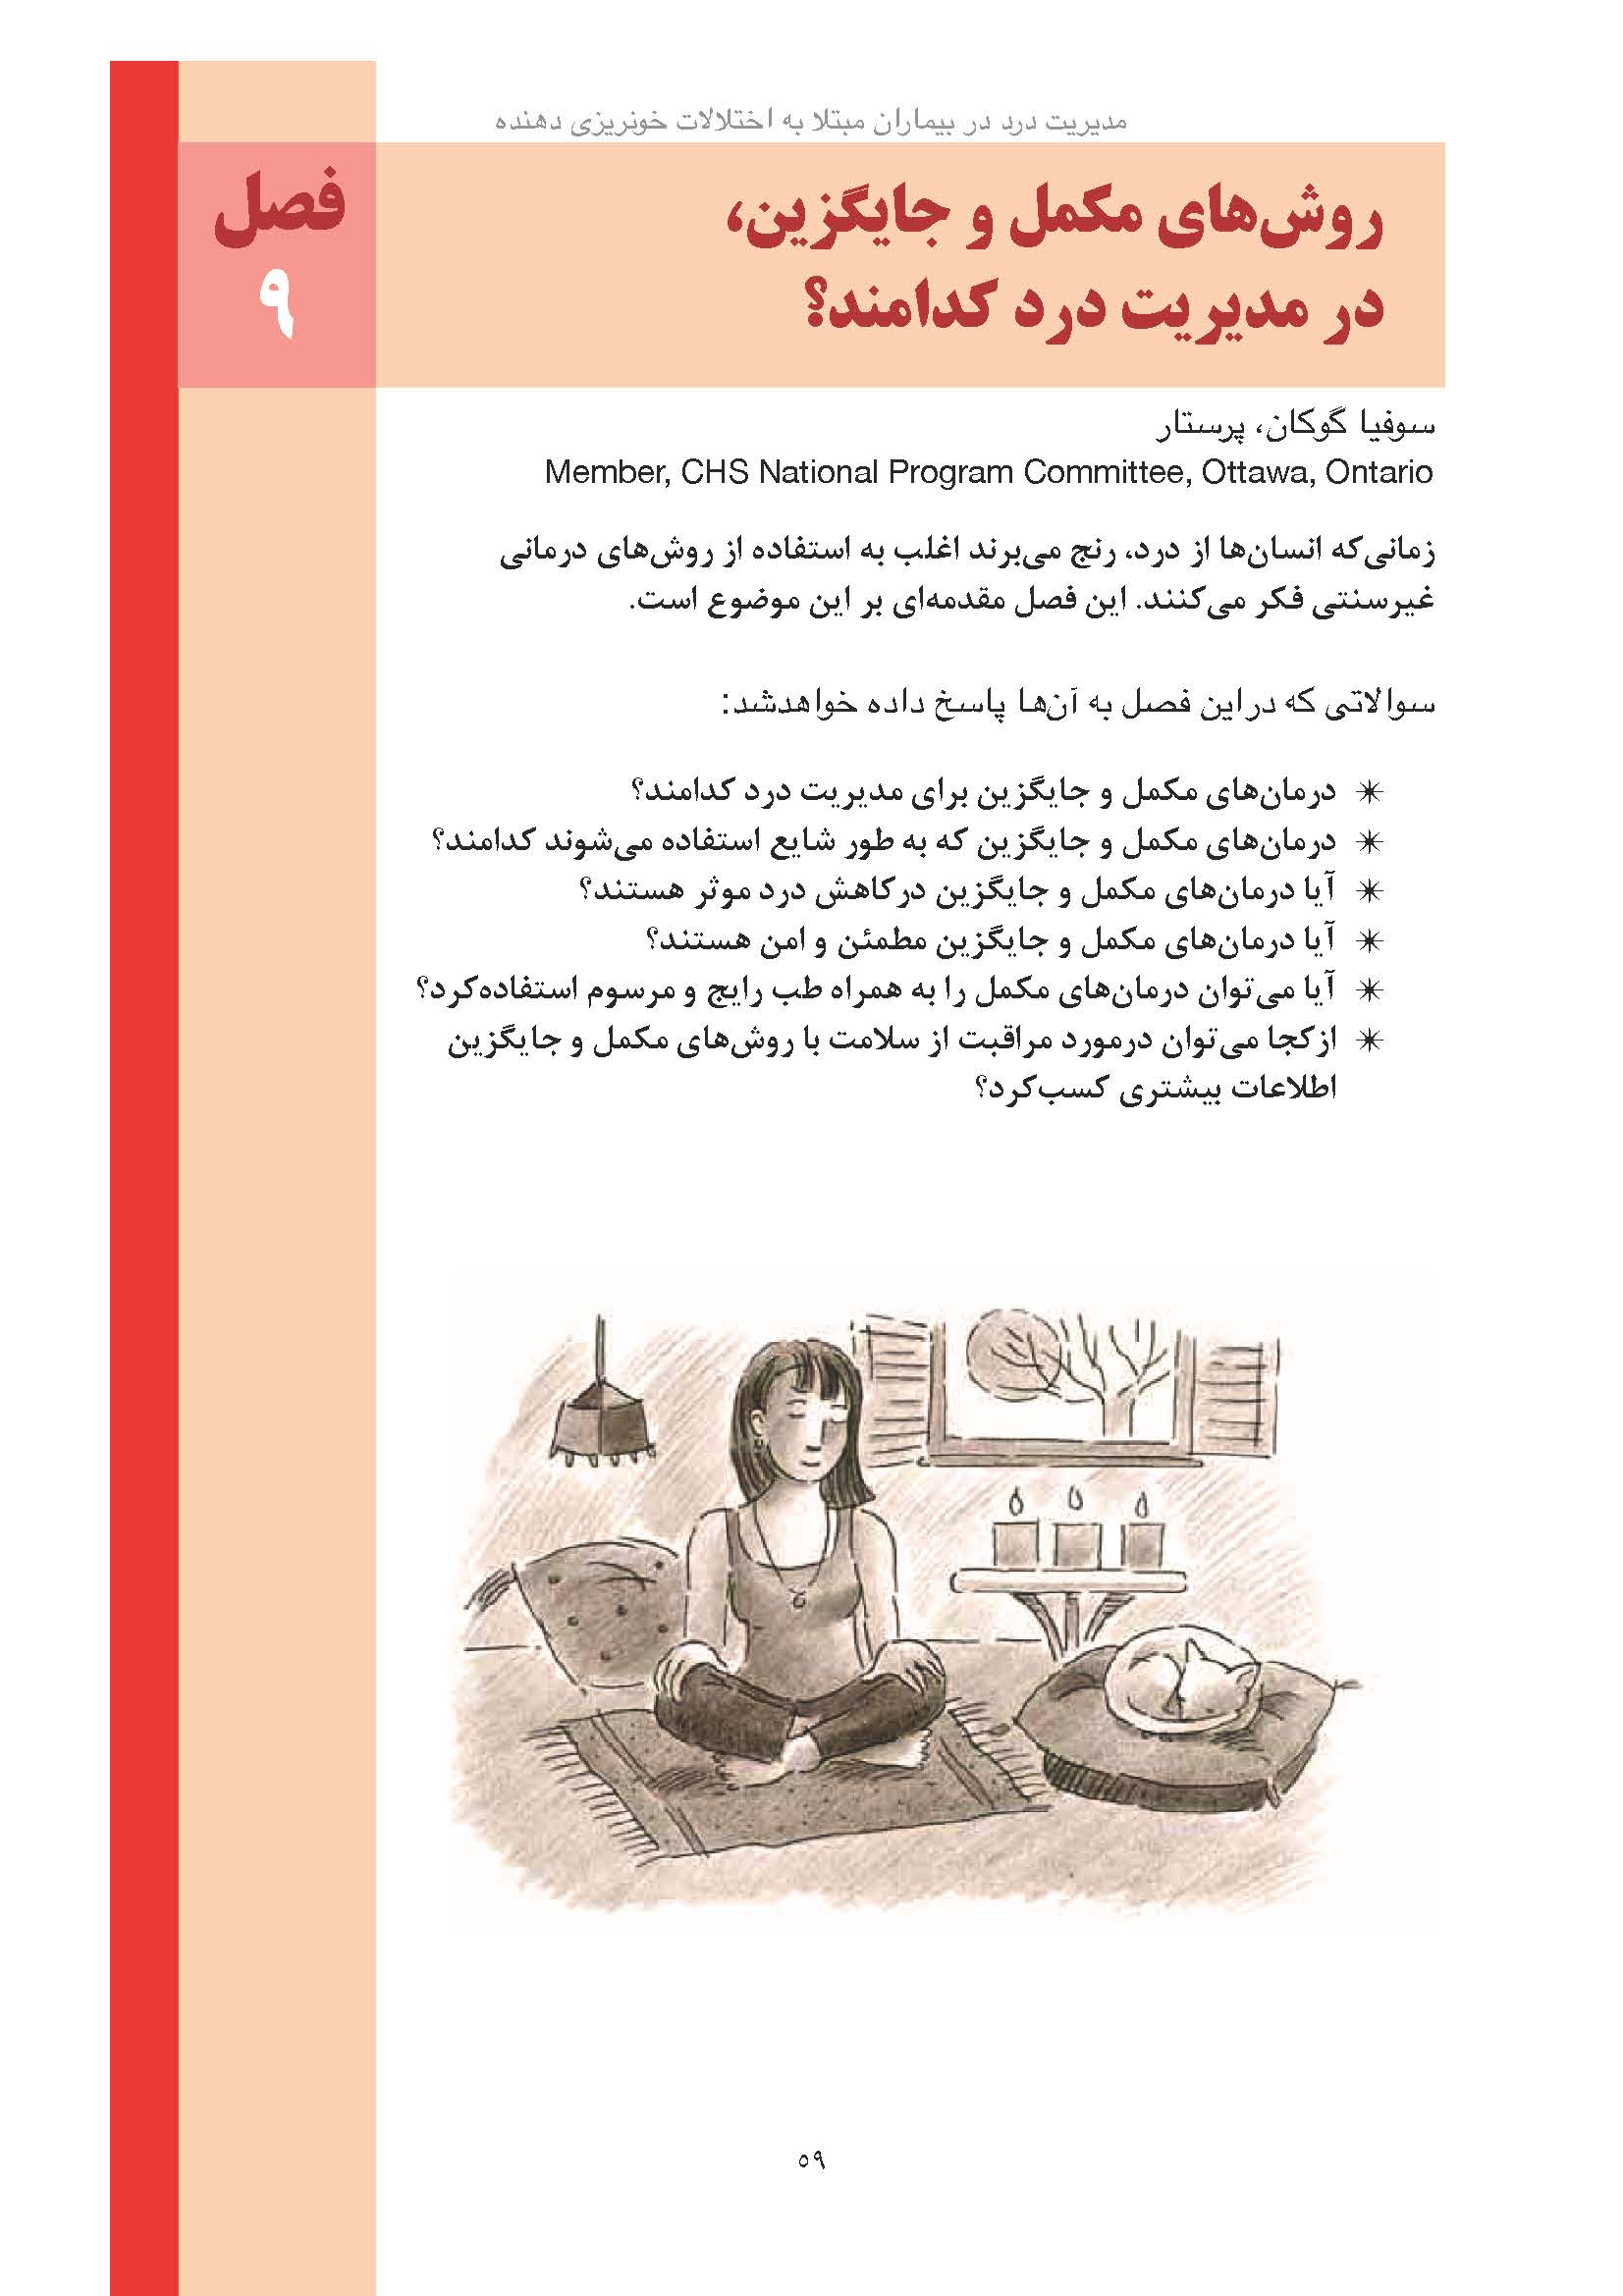 مدیریت درد در بیماران مبتلا به اختلالات خونریزی دهنده
فصل
۹
روش‌های مکمل و جایگزین،
در مدیریت درد کدامند؟
سوفیا گوکان، پرستار
Member, CHS National Program Committee, Ottawa, Ontario
زمانی‌که انسان‌ها از درد، رنج می‌برند اغلب به استفاده از روش‌های درمانی
غیرسنتی فکر می‌کنند. این فصل مقدمه‌ای بر این موضوع است.
سوالاتی که دراین فصل به آن‌ها پاسخ داده خواهدشد:
✴ درمان‌های مکمل و جایگزین برای مدیریت درد کدامند؟
✴ درمان‌های مکمل و جایگزین که به طور شایع استفاده می‌شوند کدامند؟
✴ آیا درمان‌های مکمل و جایگزین درکاهش درد موثر هستند؟
✴ آیا درمان‌های مکمل و جایگزین مطمئن و امن هستند؟
✴ آیا می‌توان درمان‌های مکمل را به همراه طب رایج و مرسوم استفاده‌کرد؟
✴ ازکجا می‌توان درمورد مراقبت از سلامت با روش‌های مکمل و جایگزین
اطلاعات بیشتری کسب‌کرد؟
۵۹